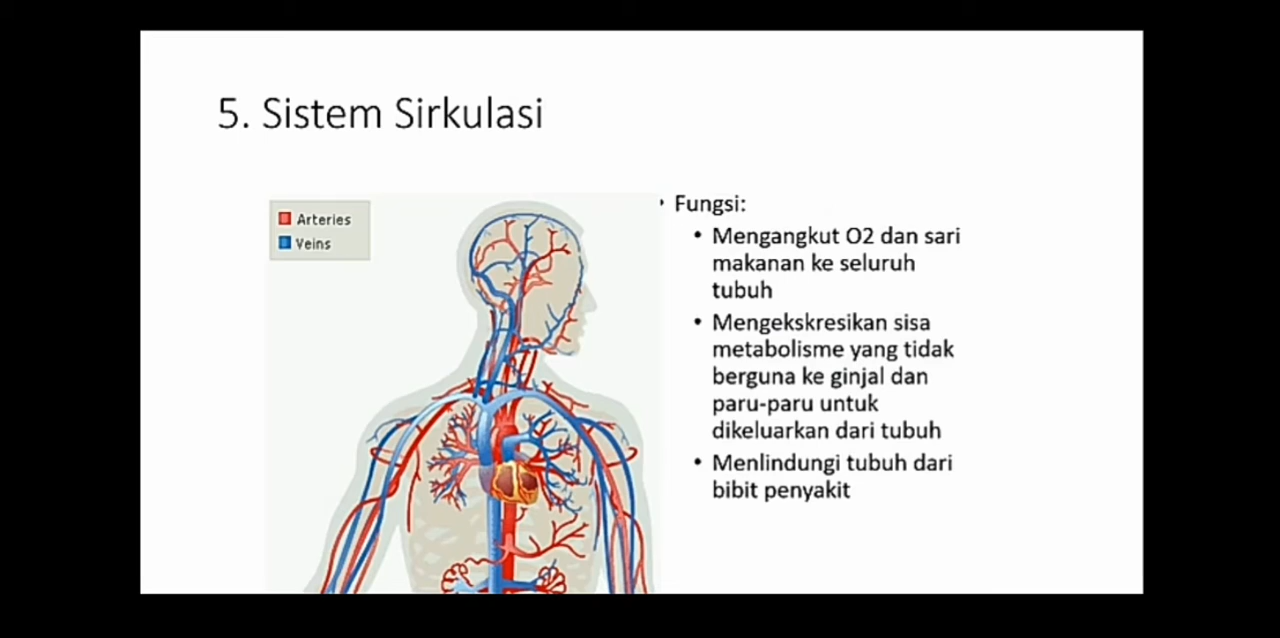 5. Sistem Sirkulasi
Arteries
Veins
• Fungsi:
• Mengangkut O2 dan sari
makanan ke seluruh
tubuh
• Mengekskresikan sisa
metabolisme yang tidak
berguna ke ginjal dan
paru-paru untuk
dikeluarkan dari tubuh
• Menlindungi tubuh dari
bibit penyakit